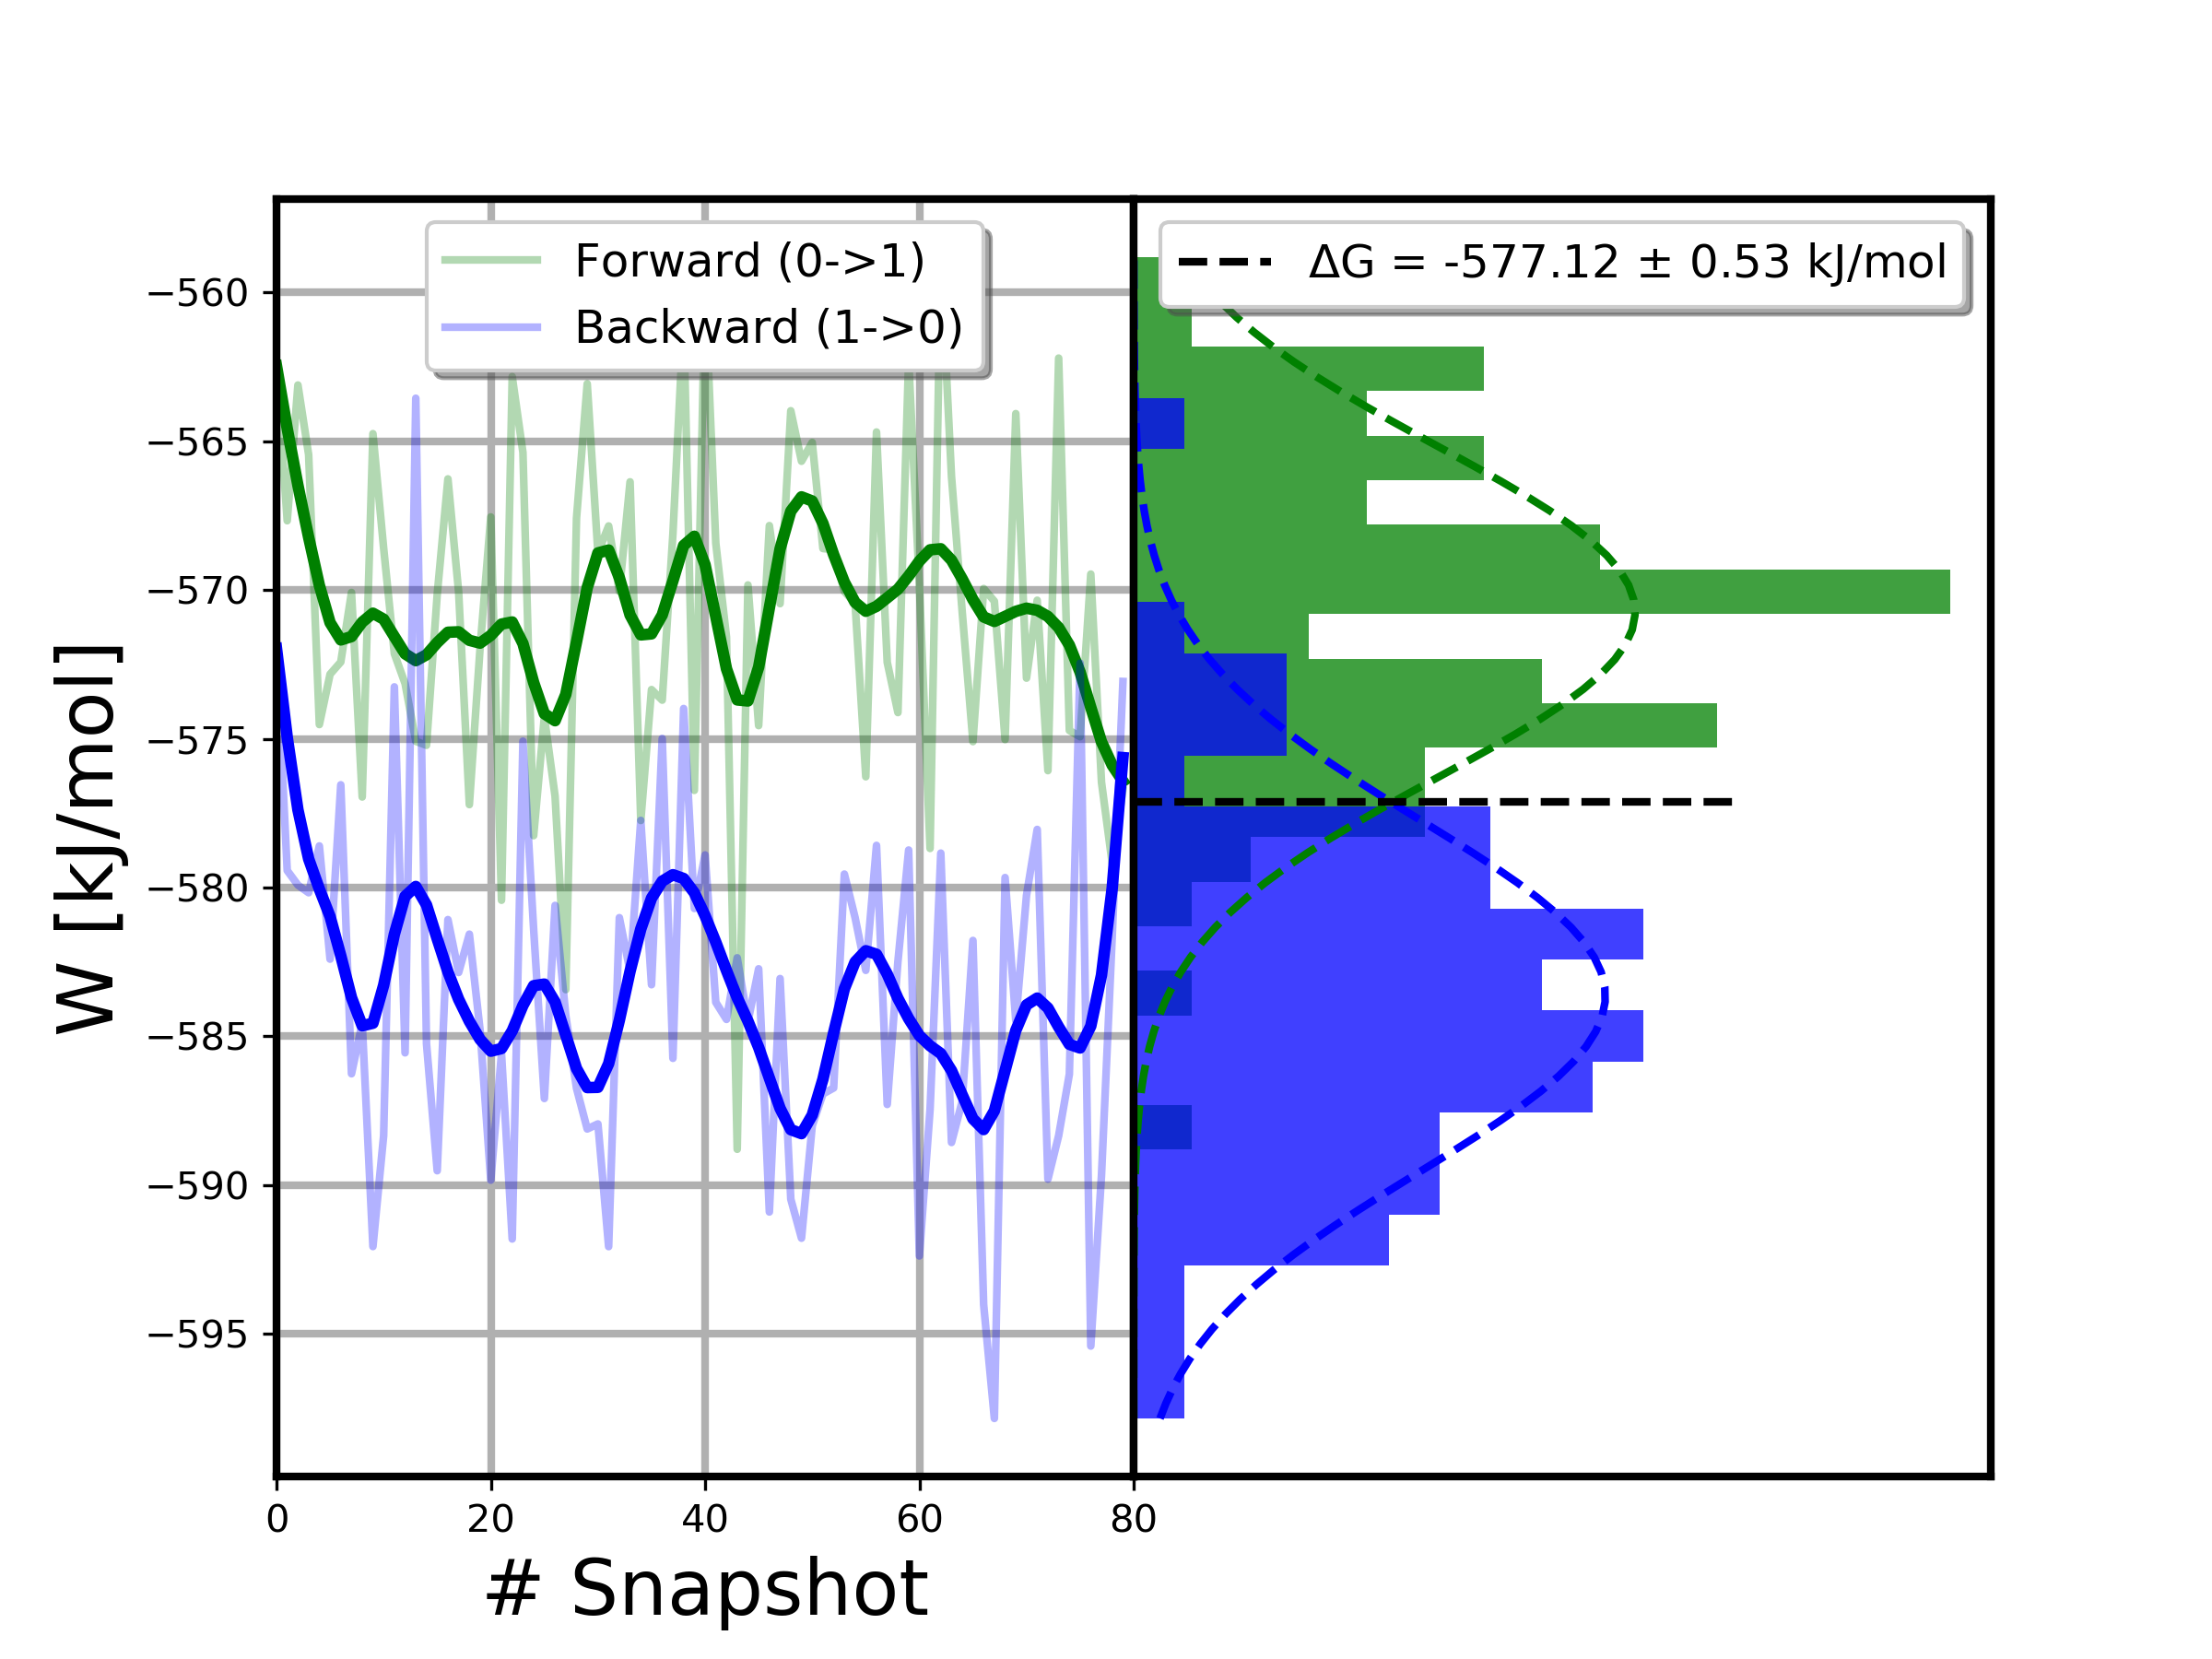 Forward (0->1)
Backward (1->0)
ΔG = -577.12 ± 0.53 kJ/mol
W [kJ/mol]
−560
−565
−570
−575
−580
−585
−590
−595
0 20 40 60 80
# Snapshot